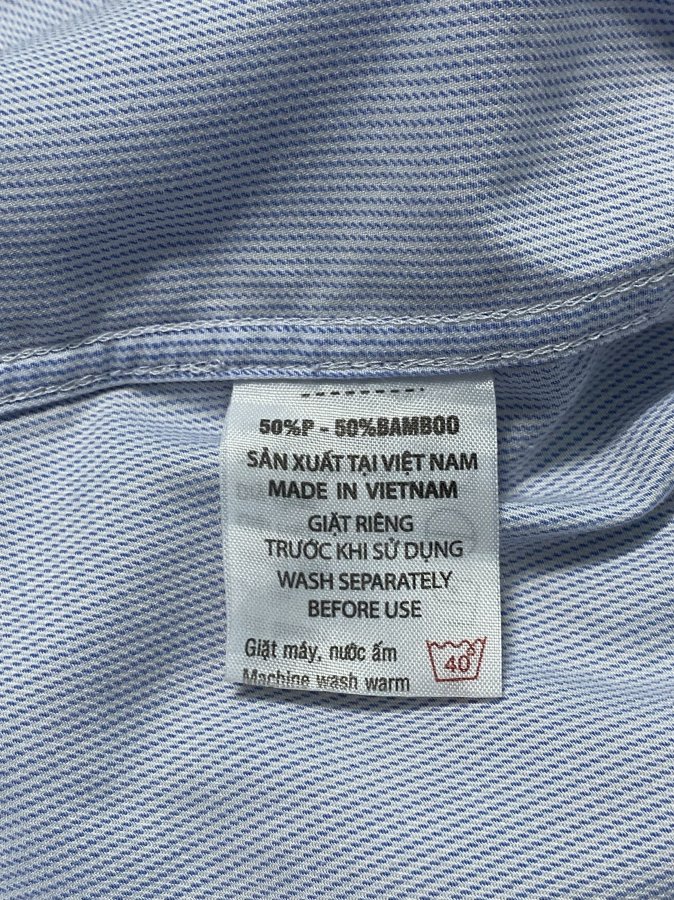 50%P - 50%BAMBOO
SẢN XUẤT TẠI VIỆT NAM
MADE IN VIETNAM
GIẶT RIÊNG
TRƯỚC KHI SỬ DỤNG
WASH SEPARATELY
BEFORE USE
Giặt máy, nước ấm
40
Machine wash warm